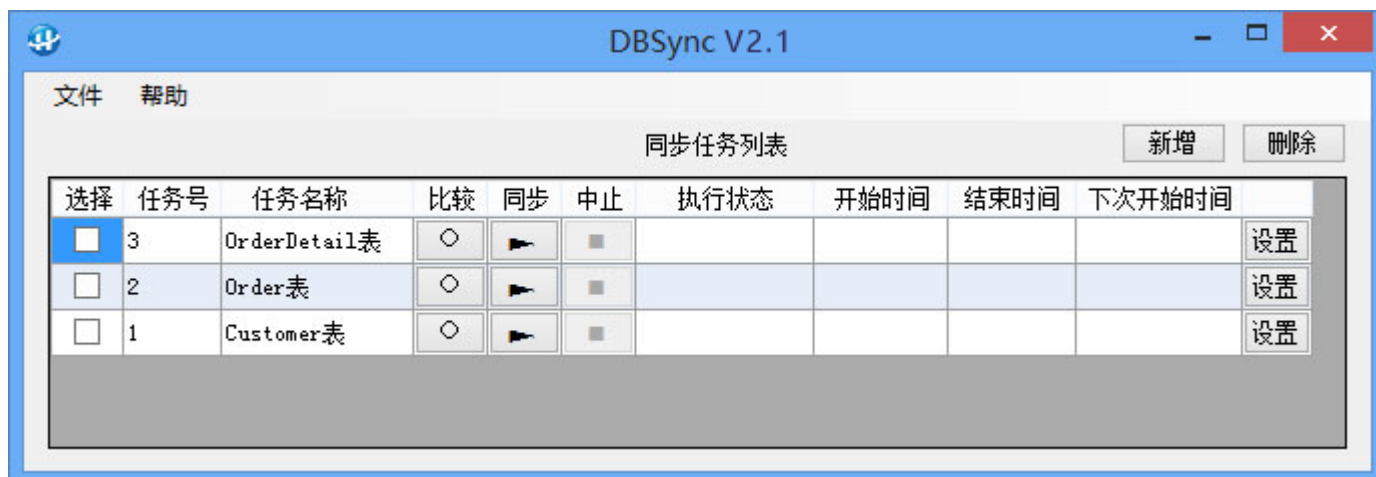 DBSync V2.1
文件 帮助
同步任务列表 新增 删除
选择 任务号 任务名称 比较 同步 中止 执行状态 开始时间 结束时间 下次开始时间
3 OrderDetail表 设置
2 Order表 设置
1 Customer表 设置